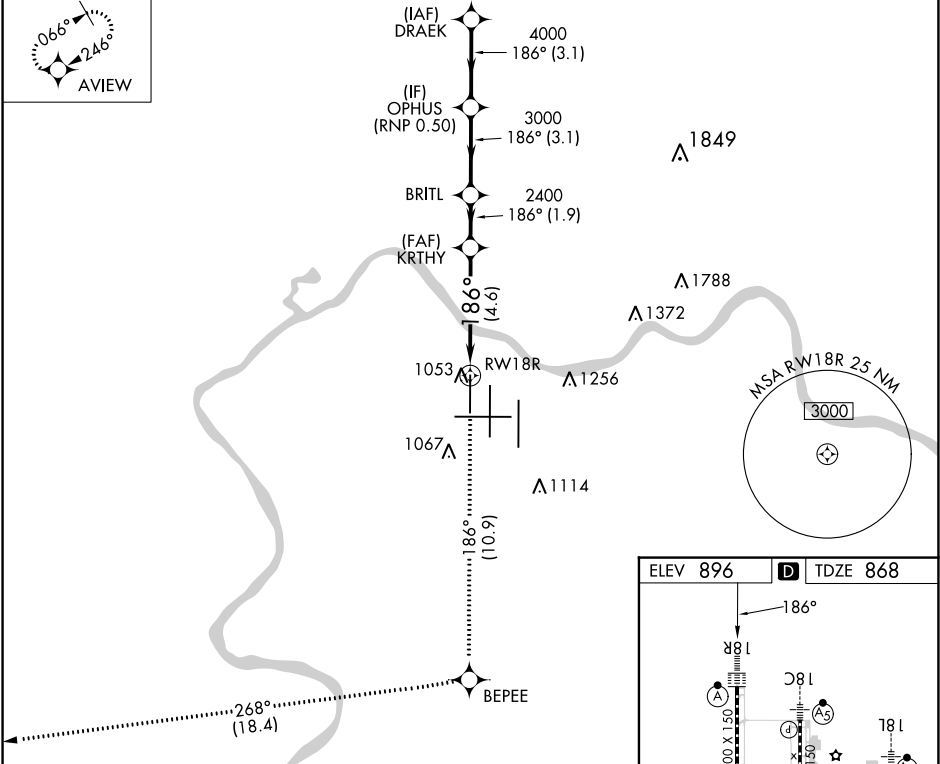 066°
246°
AVIEW
(IAF)
DRAEK
4000
186° (3.1)
(IF)
OPHUS
(RNP 0.50)
3000
186° (3.1)
1849
BRITL
2400
186° (1.9)
(FAF)
KRTHY
186°
(4.6)
1788
1372
1053
RW18R
1256
MSA RW18R 25 NM
3000
1067
1114
186°
(10.9)
ELEV 896
D
TDZE 868
186°
18R
18C
A
A5
18L
P
00 X 150
X
50
BEPEE
268°
(18.4)